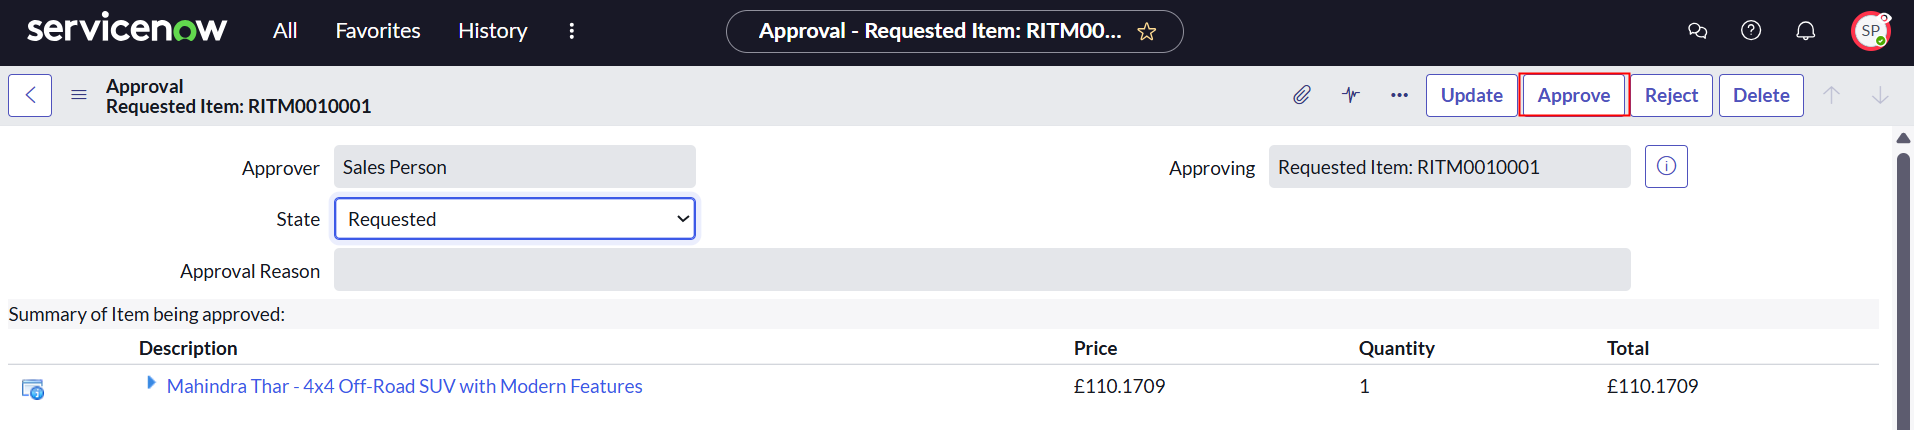 servicenow All Favorites History Approval - Requested Item: RITM00... SP
Approval
Requested Item: RITM0010001
Update Approve Reject Delete
Approver Sales Person Approving Requested Item: RITM0010001
State Requested
Approval Reason
Summary of Item being approved:
Description Price Quantity Total
Mahindra Thar - 4x4 Off-Road SUV with Modern Features £110.1709 1 £110.1709